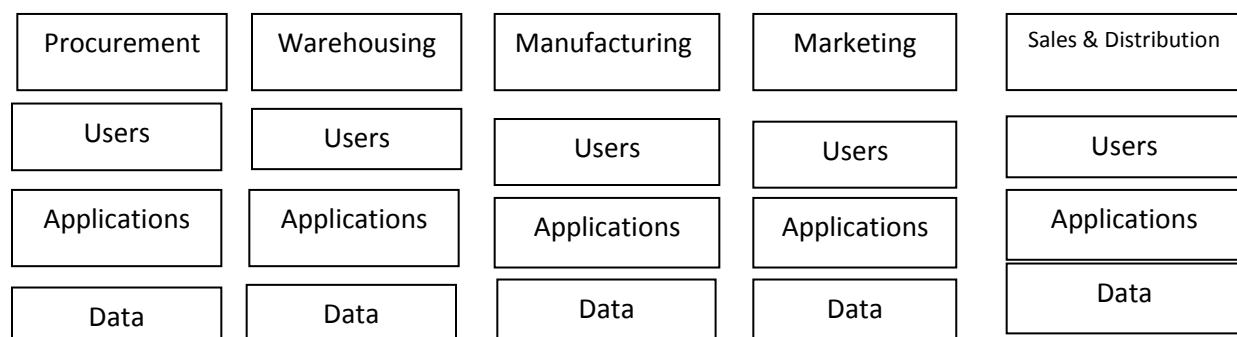 Procurement Warehousing Manufacturing Marketing Sales & Distribution
Users Users Users Users Users
Applications Applications Applications Applications Applications
Data Data Data Data Data